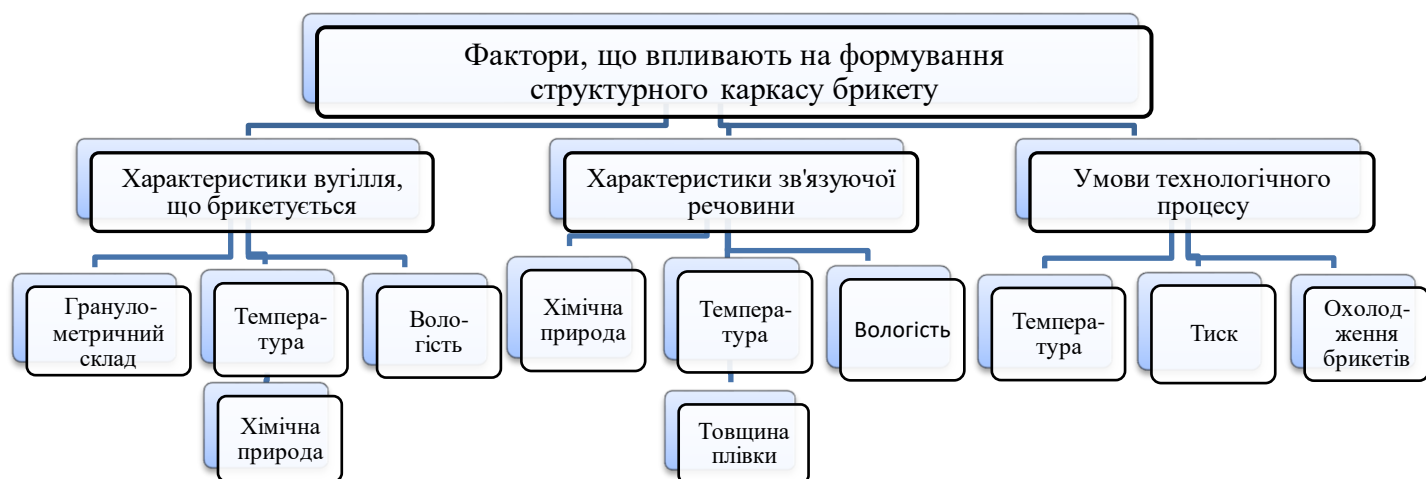 Фактори, що впливають на формування
структурного каркасу брикету
Характеристики вугілля,
що брикетується
Характеристики зв'язуючої
речовини
Умови технологічного
процесу
Грануло-
метричний
склад
Темпера-
тура
Воло-
гість
Хімічна
природа
Хімічна
природа
Темпера-
тура
Вологість
Товщина
плівки
Темпера-
тура
Тиск
Охолод-
ження
брикетів